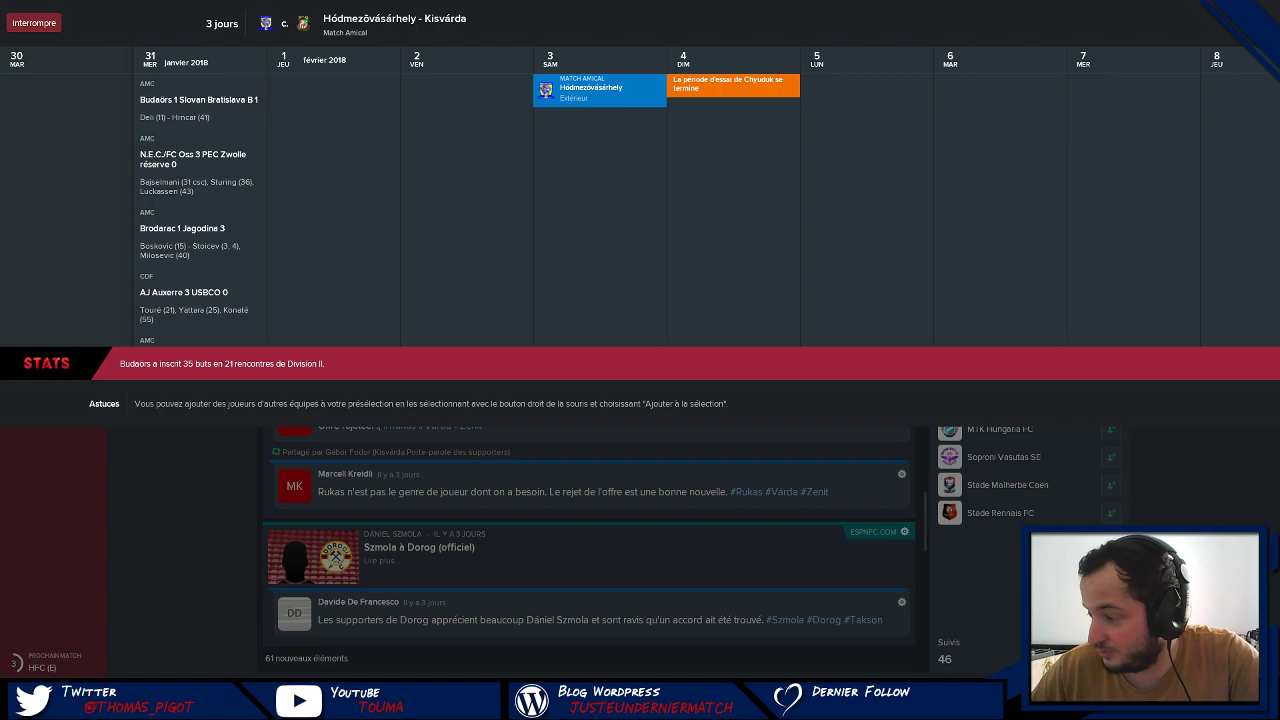 Interrompre
3 jours
c.
Hódmezővásárhely - Kisvárda
Match Amical
30
MAR
31
MER
janvier 2018
1
JEU
février 2018
2
VEN
3
SAM
4
DIM
5
LUN
6
MAR
7
MER
8
JEU
AMC
Budaörs 1 Slovan Bratislava B 1
Deli (11) - Hrncar (41)
AMC
N.E.C./FC Oss 3 PEC Zwolle
réserve 0
Bajselmani (31 csc), Sturing (36),
Luckassen (43)
AMC
Brodarac 1 Jagodina 3
Boskovic (15) - Stoicev (3, 4),
Milosevic (40)
CDF
AJ Auxerre 3 USBCO 0
Touré (21), Yattara (25), Konaté
(55)
AMC
MATCH AMICAL
Hódmezővásárhely
Extérieur
La période d'essai de Chyuduk se
termine
STATS
Budaörs a inscrit 35 buts en 21 rencontres de Division II.
Astuces
Vous pouvez ajouter des joueurs d'autres équipes à votre présélection en les sélectionnant avec le bouton droit de la souris et choisissant "Ajouter à la sélection".
Offre rejetée. #Rukas #Várda #Zenit
Partagé par Gábor Fodor (Kisvárda Porte-parole des supporters)
MK
Marcell Kreidli Il y a 3 jours
Rukas n'est pas le genre de joueur dont on a besoin. Le rejet de l'offre est une bonne nouvelle. #Rukas #Várda #Zenit
DÁNIEL SZMOLA - IL Y A 3 JOURS
ESPNFC.COM
DOROGI
Szmola à Dorog (officiel)
Lire plus...
DD
Davide De Francesco Il y a 3 jours
Les supporters de Dorog apprécient beaucoup Dániel Szmola et sont ravis qu'un accord ait été trouvé. #Szmola #Dorog #Takson
61 nouveaux éléments
MTK Hungária FC
Soproni Vasutas SE
Stade Malherbe Caen
Stade Rennais FC
Suivis
46
3
PROCHAIN MATCH
HFC (E)
Twitter
@Thomas_Pigot
Youtube
Touma
Blog Wordpress
JusteUnDernierMatch
Dernier Follow